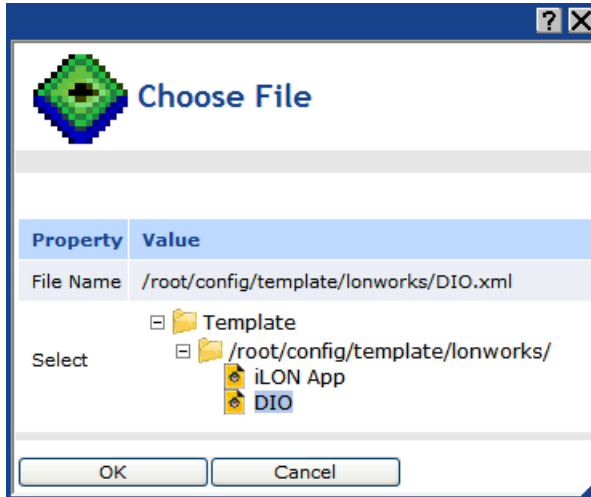 ?
Choose File
Property Value
File Name /root/config/template/lonworks/DIO.xml
Template
Select /root/config/template/lonworks/
iLON App
DIO
OK Cancel